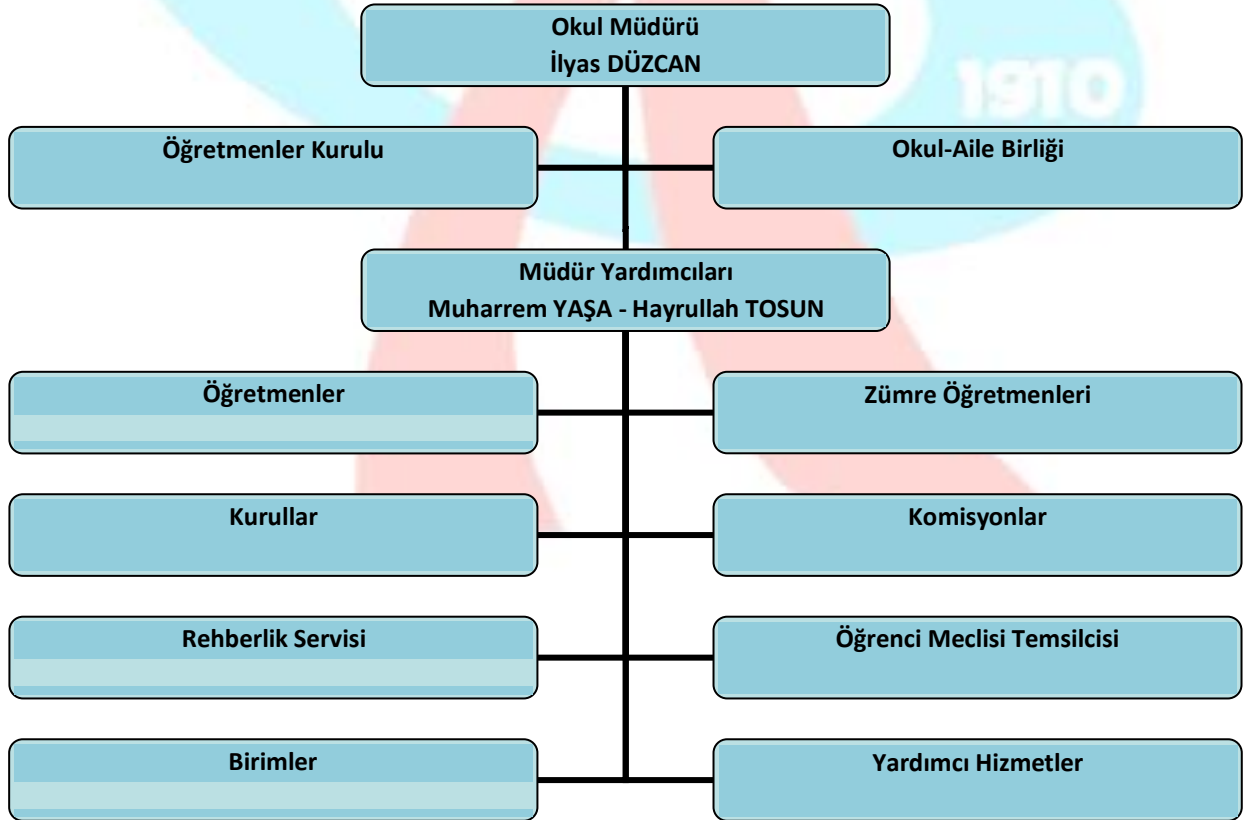 Okul Müdürü
İlyas DÜZCAN
1910
Öğretmenler Kurulu
Okul-Aile Birliği
Müdür Yardımcıları
Muharrem YAŞA - Hayrullah TOSUN
Öğretmenler
Zümre Öğretmenleri
Kurullar
Komisyonlar
Rehberlik Servisi
Öğrenci Meclisi Temsilcisi
Birimler
Yardımcı Hizmetler